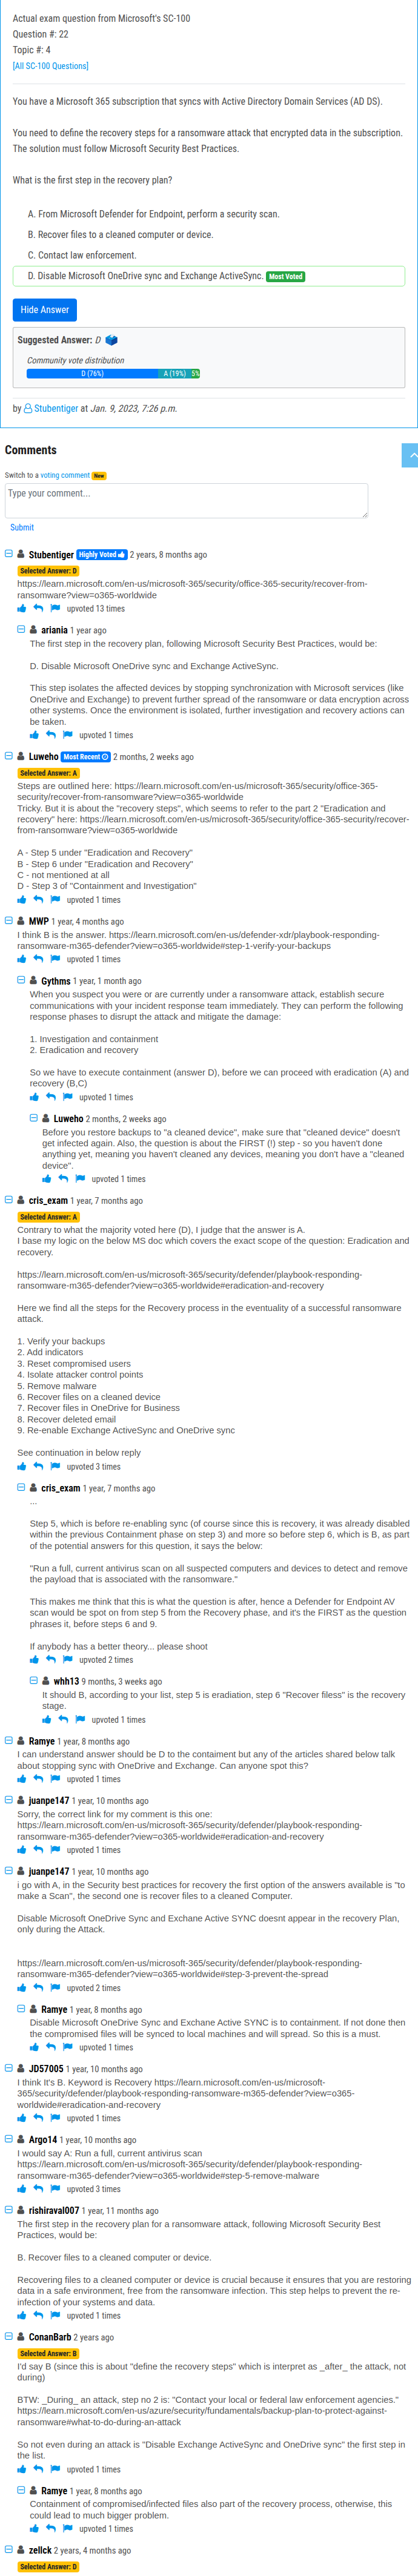 Actual exam question from Microsoft's SC-100
Question #: 22
Topic #: 4
[All SC-100 Questions]
You have a Microsoft 365 subscription that syncs with Active Directory Domain Services (AD DS).
You need to define the recovery steps for a ransomware attack that encrypted data in the subscription.
The solution must follow Microsoft Security Best Practices.
What is the first step in the recovery plan?
A. From Microsoft Defender for Endpoint, perform a security scan.
B. Recover files to a cleaned computer or device.
C. Contact law enforcement.
D. Disable Microsoft OneDrive sync and Exchange ActiveSync. Most Voted
Hide Answer
Suggested Answer: D
Community vote distribution
D (76%) A (19%) 5%
by Stubentiger at Jan. 9, 2023, 7:26 p.m.
Comments
Switch to a voting comment New
Type your comment...
Submit
Stubentiger Highly Voted 2 years, 8 months ago
Selected Answer: D
https://learn.microsoft.com/en-us/microsoft-365/security/office-365-security/recover-from-
ransomware?view=o365-worldwide
upvoted 13 times
ariania 1 year ago
The first step in the recovery plan, following Microsoft Security Best Practices, would be:
D. Disable Microsoft OneDrive sync and Exchange ActiveSync.
This step isolates the affected devices by stopping synchronization with Microsoft services (like
OneDrive and Exchange) to prevent further spread of the ransomware or data encryption across
other systems. Once the environment is isolated, further investigation and recovery actions can
be taken.
upvoted 1 times
Luweho Most Recent 2 months, 2 weeks ago
Selected Answer: A
Steps are outlined here: https://learn.microsoft.com/en-us/microsoft-365/security/office-365-
security/recover-from-ransomware?view=o365-worldwide
Tricky. But it is about the "recovery steps", which seems to refer to the part 2 "Eradication and
recovery" here: https://learn.microsoft.com/en-us/microsoft-365/security/office-365-security/recover-
from-ransomware?view=o365-worldwide
A - Step 5 under "Eradication and Recovery"
B - Step 6 under "Eradication and Recovery"
C - not mentioned at all
D - Step 3 of "Containment and Investigation"
upvoted 1 times
MWP 1 year, 4 months ago
I think B is the answer. https://learn.microsoft.com/en-us/defender-xdr/playbook-responding-
ransomware-m365-defender?view=o365-worldwide#step-1-verify-your-backups
upvoted 1 times
Gythms 1 year, 1 month ago
When you suspect you were or are currently under a ransomware attack, establish secure
communications with your incident response team immediately. They can perform the following
response phases to disrupt the attack and mitigate the damage:
1. Investigation and containment
2. Eradication and recovery
So we have to execute containment (answer D), before we can proceed with eradication (A) and
recovery (B,C)
upvoted 1 times
Luweho 2 months, 2 weeks ago
Before you restore backups to "a cleaned device", make sure that "cleaned device" doesn't
get infected again. Also, the question is about the FIRST (!) step - so you haven't done
anything yet, meaning you haven't cleaned any devices, meaning you don't have a "cleaned
device".
upvoted 1 times
cris_exam 1 year, 7 months ago
Selected Answer: A
Contrary to what the majority voted here (D), I judge that the answer is A.
I base my logic on the below MS doc which covers the exact scope of the question: Eradication and
recovery.
https://learn.microsoft.com/en-us/microsoft-365/security/defender/playbook-responding-
ransomware-m365-defender?view=o365-worldwide#eradication-and-recovery
Here we find all the steps for the Recovery process in the eventuality of a successful ransomware
attack.
1. Verify your backups
2. Add indicators
3. Reset compromised users
4. Isolate attacker control points
5. Remove malware
6. Recover files on a cleaned device
7. Recover files in OneDrive for Business
8. Recover deleted email
9. Re-enable Exchange ActiveSync and OneDrive sync
See continuation in below reply
upvoted 3 times
cris_exam 1 year, 7 months ago
...
Step 5, which is before re-enabling sync (of course since this is recovery, it was already disabled
within the previous Containment phase on step 3) and more so before step 6, which is B, as part
of the potential answers for this question, it says the below:
"Run a full, current antivirus scan on all suspected computers and devices to detect and remove
the payload that is associated with the ransomware."
This makes me think that this is what the question is after, hence a Defender for Endpoint AV
scan would be spot on from step 5 from the Recovery phase, and it's the FIRST as the question
phrases it, before steps 6 and 9.
If anybody has a better theory... please shoot
upvoted 2 times
whh13 9 months, 3 weeks ago
It should B, according to your list, step 5 is eradiation, step 6 "Recover filess" is the recovery
stage.
upvoted 1 times
Ramye 1 year, 8 months ago
I can understand answer should be D to the contaiment but any of the articles shared below talk
about stopping sync with OneDrive and Exchange. Can anyone spot this?
upvoted 1 times
juanpe147 1 year, 10 months ago
Sorry, the correct link for my comment is this one:
https://learn.microsoft.com/en-us/microsoft-365/security/defender/playbook-responding-
ransomware-m365-defender?view=o365-worldwide#eradication-and-recovery
upvoted 1 times
juanpe147 1 year, 10 months ago
i go with A, in the Security best practices for recovery the first option of the answers available is "to
make a Scan", the second one is recover files to a cleaned Computer.
Disable Microsoft OneDrive Sync and Exchane Active SYNC doesnt appear in the recovery Plan,
only during the Attack.
https://learn.microsoft.com/en-us/microsoft-365/security/defender/playbook-responding-
ransomware-m365-defender?view=o365-worldwide#step-3-prevent-the-spread
upvoted 2 times
Ramye 1 year, 8 months ago
Disable Microsoft OneDrive Sync and Exchane Active SYNC is to containment. If not done then
the compromised files will be synced to local machines and will spread. So this is a must.
upvoted 1 times
JD57005 1 year, 10 months ago
I think It's B. Keyword is Recovery https://learn.microsoft.com/en-us/microsoft-
365/security/defender/playbook-responding-ransomware-m365-defender?view=o365-
worldwide#eradication-and-recovery
upvoted 1 times
Argo14 1 year, 10 months ago
I would say A: Run a full, current antivirus scan
https://learn.microsoft.com/en-us/microsoft-365/security/defender/playbook-responding-
ransomware-m365-defender?view=o365-worldwide#step-5-remove-malware
upvoted 3 times
rishiraval007 1 year, 11 months ago
The first step in the recovery plan for a ransomware attack, following Microsoft Security Best
Practices, would be:
B. Recover files to a cleaned computer or device.
Recovering files to a cleaned computer or device is crucial because it ensures that you are restoring
data in a safe environment, free from the ransomware infection. This step helps to prevent the re-
infection of your systems and data.
upvoted 1 times
ConanBarb 2 years ago
Selected Answer: B
I'd say B (since this is about "define the recovery steps" which is interpret as _after_ the attack, not
during)
BTW: _During_ an attack, step no 2 is: "Contact your local or federal law enforcement agencies."
https://learn.microsoft.com/en-us/azure/security/fundamentals/backup-plan-to-protect-against-
ransomware#what-to-do-during-an-attack
So not even during an attack is "Disable Exchange ActiveSync and OneDrive sync" the first step in
the list.
upvoted 1 times
Ramye 1 year, 8 months ago
Containment of compromised/infected files also part of the recovery process, otherwise, this
could lead to much bigger problem.
upvoted 1 times
zellck 2 years, 4 months ago
Selected Answer: D